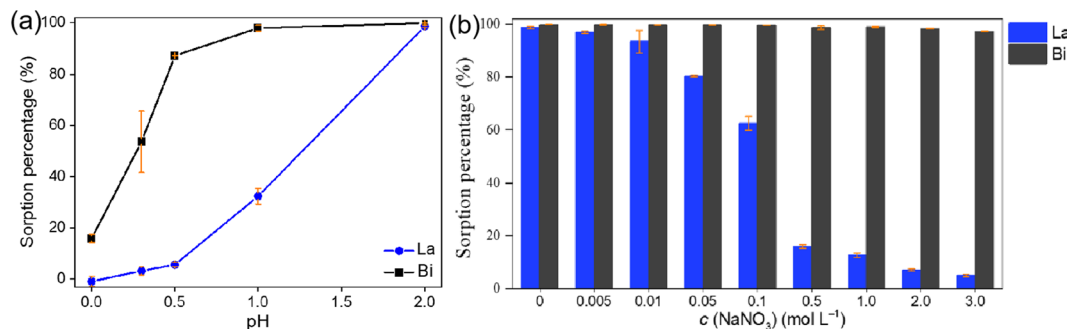 (a)
Sorption percentage (%)
100
80
60
40
20
0
La
Bi
0.0 0.5 1.0 1.5 2.0
pH
(b)
Sorption percentage (%)
100
80
60
40
20
0
La
Bi
0 0.005 0.01 0.05 0.1 0.5 1.0 2.0 3.0
c (NaNO₃) (mol L⁻¹)